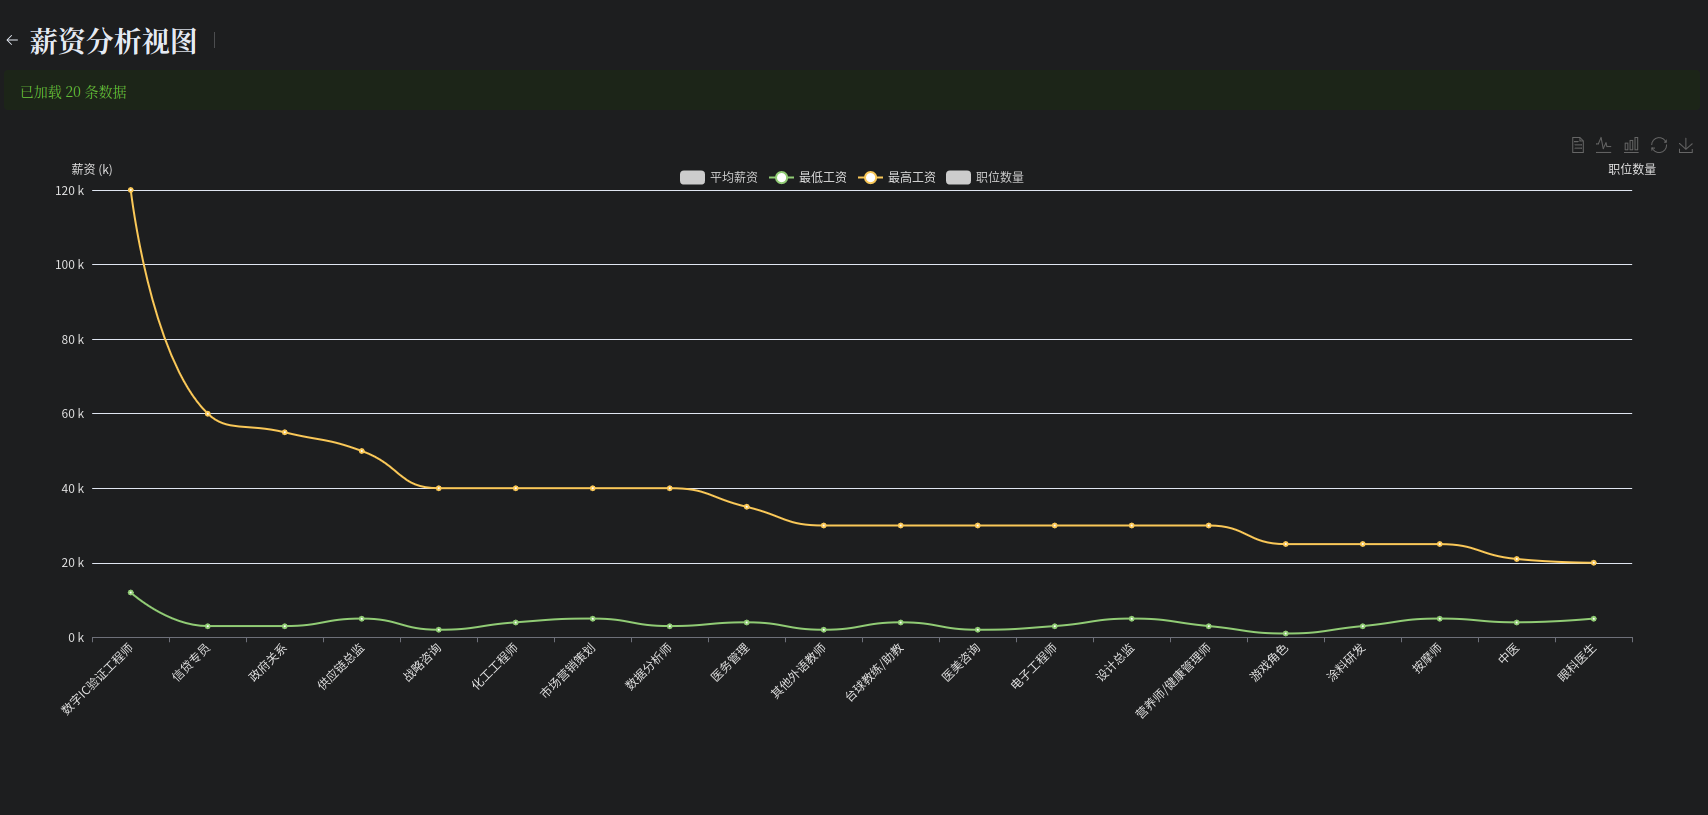 薪资分析视图
已加载 20 条数据
薪资 (k)
平均薪资 最低工资 最高工资 职位数量
职位数量
120 k
100 k
80 k
60 k
40 k
20 k
0 k
数字IC验证工程师
信贷专员
政府关系
供应链总监
战略咨询
化工工程师
市场营销策划
数据分析师
医务管理
其他外语教师
台球教练/助教
医美咨询
电子工程师
设计总监
营养师/健康管理师
游戏角色
涂料研发
按摩师
中医
眼科医生